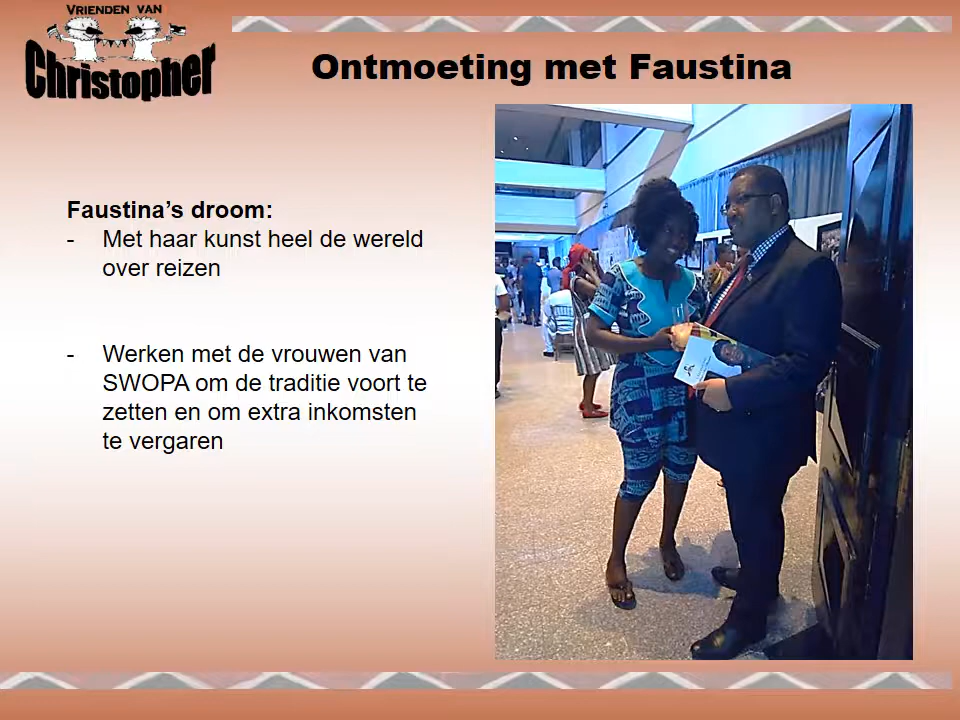 VRIENDEN VAN
Christopher
Ontmoeting met Faustina
Faustina’s droom:
- Met haar kunst heel de wereld
over reizen
- Werken met de vrouwen van
SWOPA om de traditie voort te
zetten en om extra inkomsten
te vergaren